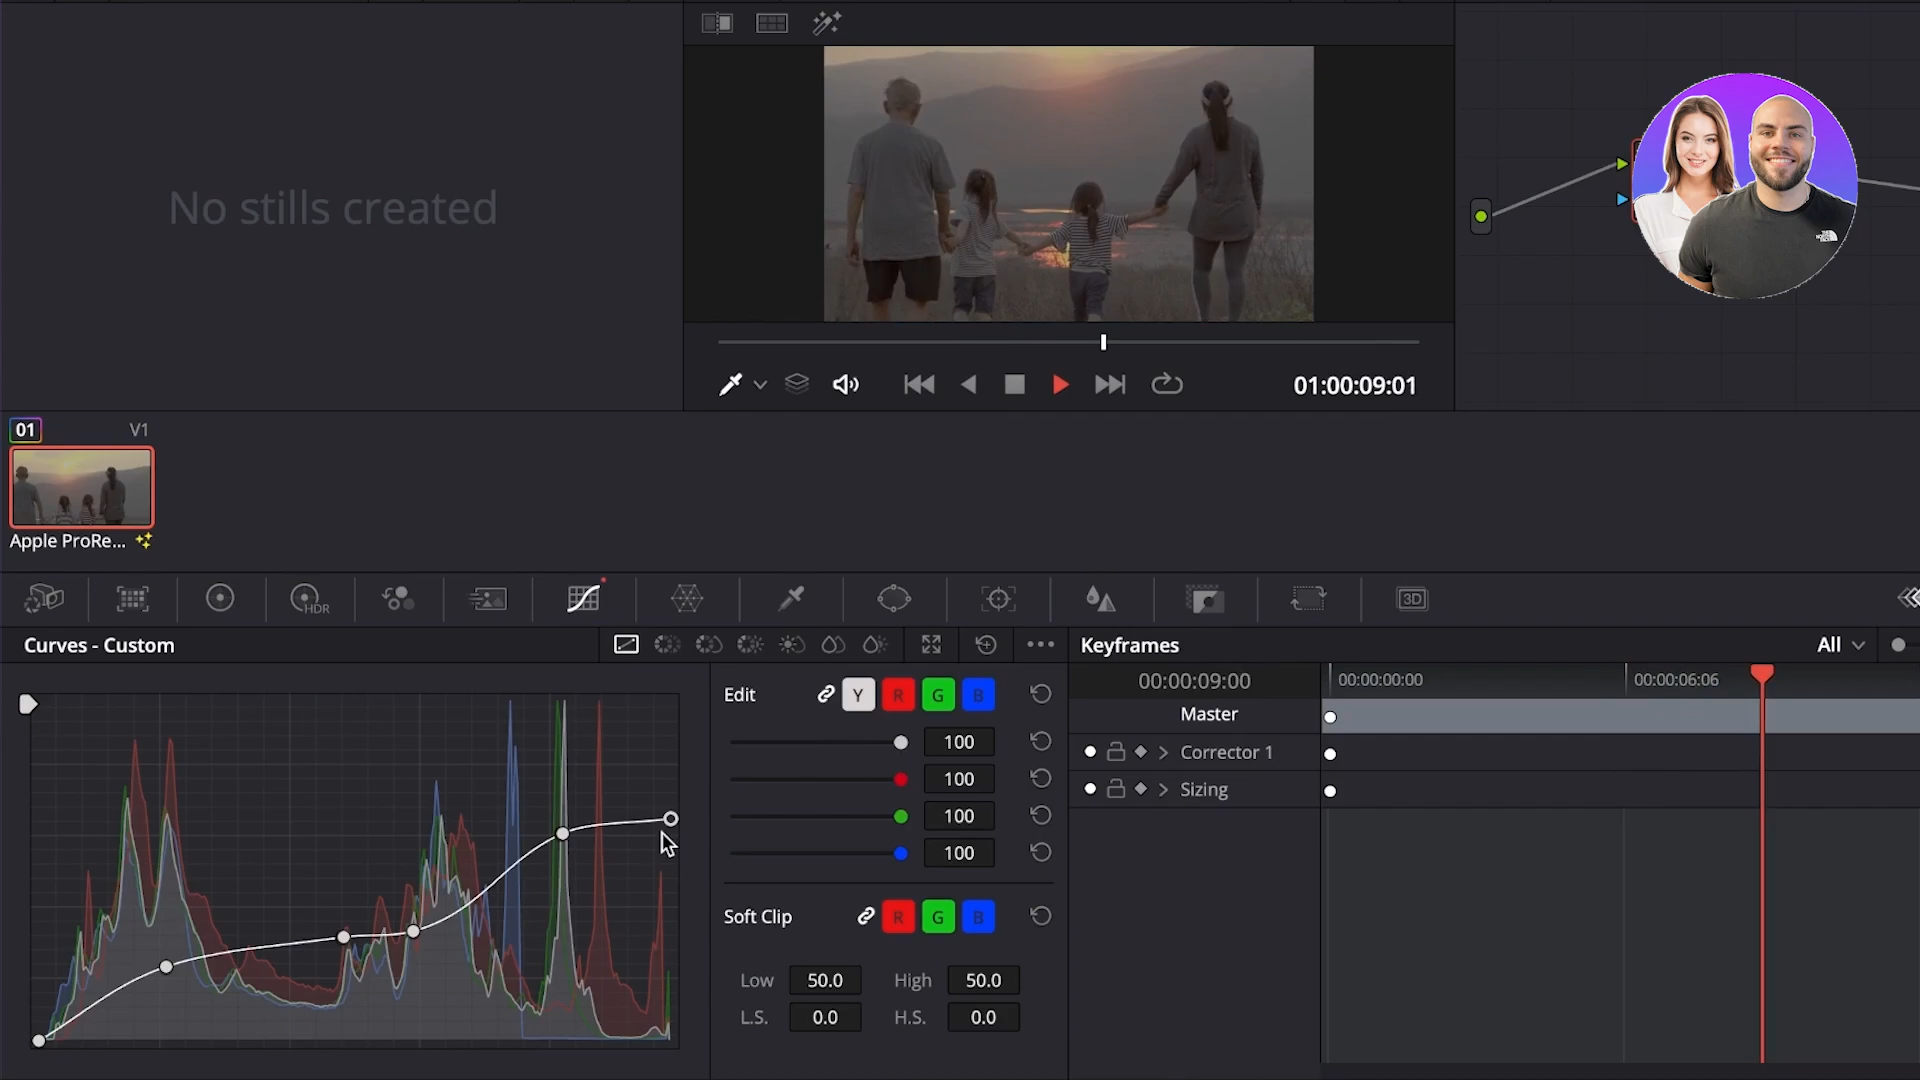 No stills created
01:00:09:01
01 V1
Apple ProRe...
HDR
3D
Curves - Custom
Keyframes
All
Edit
Y R G B
100
100
100
100
Soft Clip
R G B
Low 50.0 High 50.0
L.S. 0.0 H.S. 0.0
00:00:09:00
00:00:00:00
00:00:06:06
Master
Corrector 1
Sizing